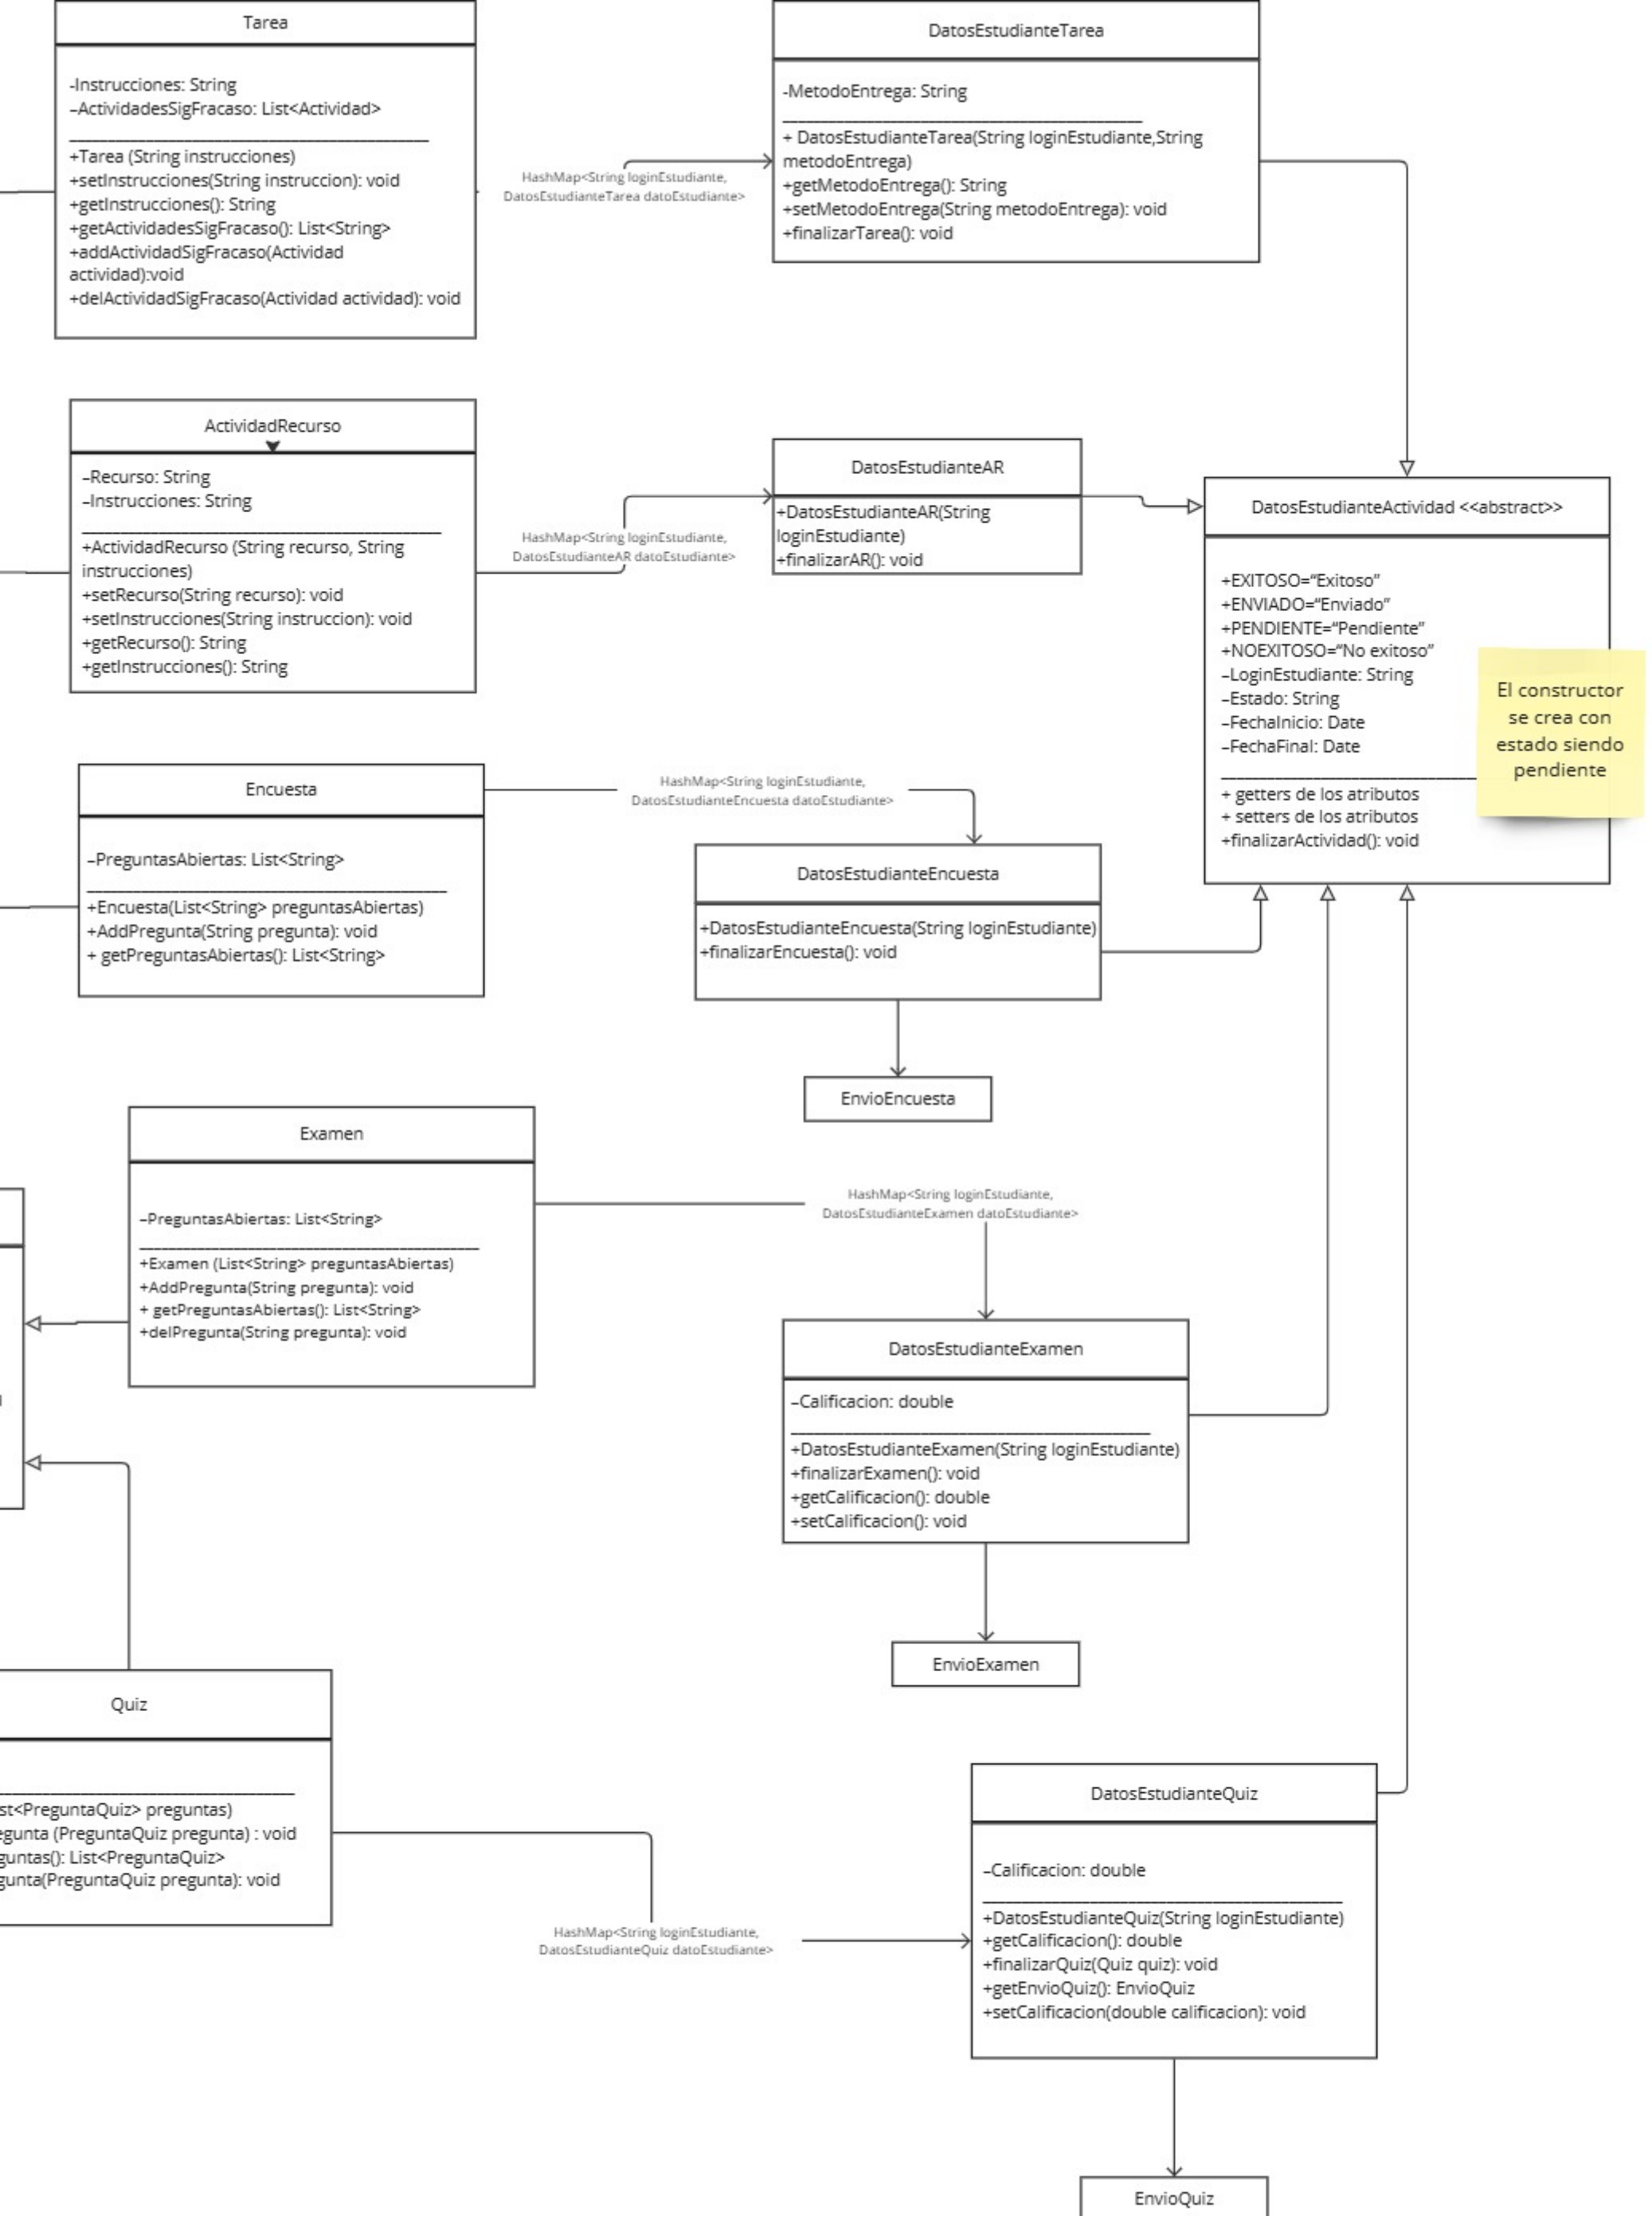 Tarea
-Instrucciones: String
–ActividadesSigFracaso: List<Actividad>
+Tarea (String instrucciones)
+setInstrucciones(String instruccion): void
+getInstrucciones(): String
+getActividadesSigFracaso(): List<String>
+addActividadSigFracaso(Actividad
actividad):void
+delActividadSigFracaso(Actividad actividad): void
HashMap<String loginEstudiante,
DatosEstudianteTarea datoEstudiante>
DatosEstudianteTarea
-MetodoEntrega: String
+ DatosEstudianteTarea(String loginEstudiante,String
metodoEntrega)
+getMetodoEntrega(): String
+setMetodoEntrega(String metodoEntrega): void
+finalizarTarea(): void
ActividadRecurso
–Recurso: String
–Instrucciones: String
+ActividadRecurso (String recurso, String
instrucciones)
+setRecurso(String recurso): void
+setInstrucciones(String instruccion): void
+getRecurso(): String
+getInstrucciones(): String
HashMap<String loginEstudiante,
DatosEstudianteAR datoEstudiante>
DatosEstudianteAR
+DatosEstudianteAR(String
loginEstudiante)
+finalizarAR(): void
DatosEstudianteActividad <<abstract>>
+EXITOSO=“Exitoso”
+ENVIADO=“Enviado”
+PENDIENTE=“Pendiente”
+NOEXITOSO=“No exitoso”
–LoginEstudiante: String
–Estado: String
–FechaInicio: Date
–FechaFinal: Date
+ getters de los atributos
+ setters de los atributos
+finalizarActividad(): void
El constructor
se crea con
estado siendo
pendiente
Encuesta
–PreguntasAbiertas: List<String>
+Encuesta(List<String> preguntasAbiertas)
+AddPregunta(String pregunta): void
+ getPreguntasAbiertas(): List<String>
HashMap<String loginEstudiante,
DatosEstudianteEncuesta datoEstudiante>
DatosEstudianteEncuesta
+DatosEstudianteEncuesta(String loginEstudiante)
+finalizarEncuesta(): void
EnvioEncuesta
Examen
–PreguntasAbiertas: List<String>
+Examen (List<String> preguntasAbiertas)
+AddPregunta(String pregunta): void
+ getPreguntasAbiertas(): List<String>
+delPregunta(String pregunta): void
HashMap<String loginEstudiante,
DatosEstudianteExamen datoEstudiante>
DatosEstudianteExamen
–Calificacion: double
+DatosEstudianteExamen(String loginEstudiante)
+finalizarExamen(): void
+getCalificacion(): double
+setCalificacion(): void
EnvioExamen
Quiz
st<PreguntaQuiz> preguntas)
egunta (PreguntaQuiz pregunta) : void
guntas(): List<PreguntaQuiz>
gunta(PreguntaQuiz pregunta): void
HashMap<String loginEstudiante,
DatosEstudianteQuiz datoEstudiante>
DatosEstudianteQuiz
–Calificacion: double
+DatosEstudianteQuiz(String loginEstudiante)
+getCalificacion(): double
+finalizarQuiz(Quiz quiz): void
+getEnvioQuiz(): EnvioQuiz
+setCalificacion(double calificacion): void
EnvioQuiz